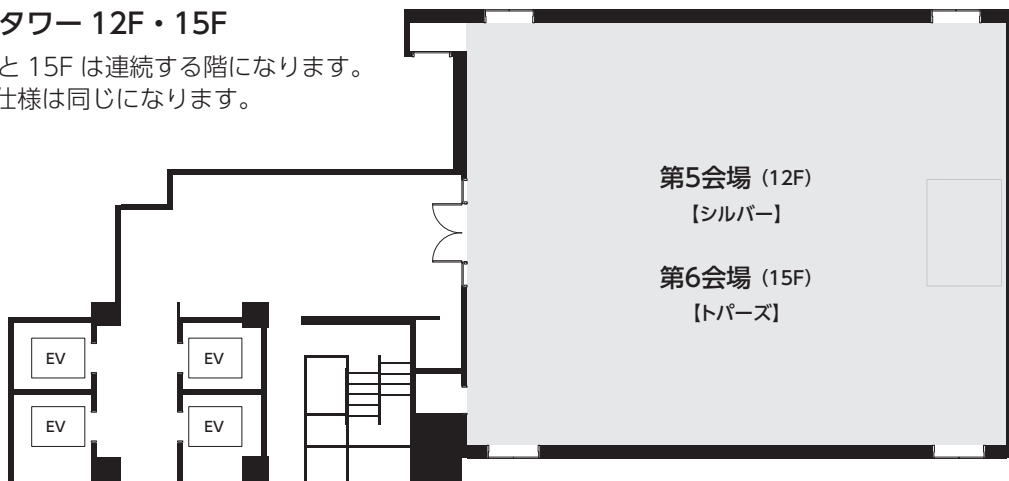 タワー 12F・15F
と 15F は連続する階になります。
仕様は同じになります。
第5会場（12F）
【シルバー】
第6会場（15F）
【トパーズ】
EV
EV
EV
EV